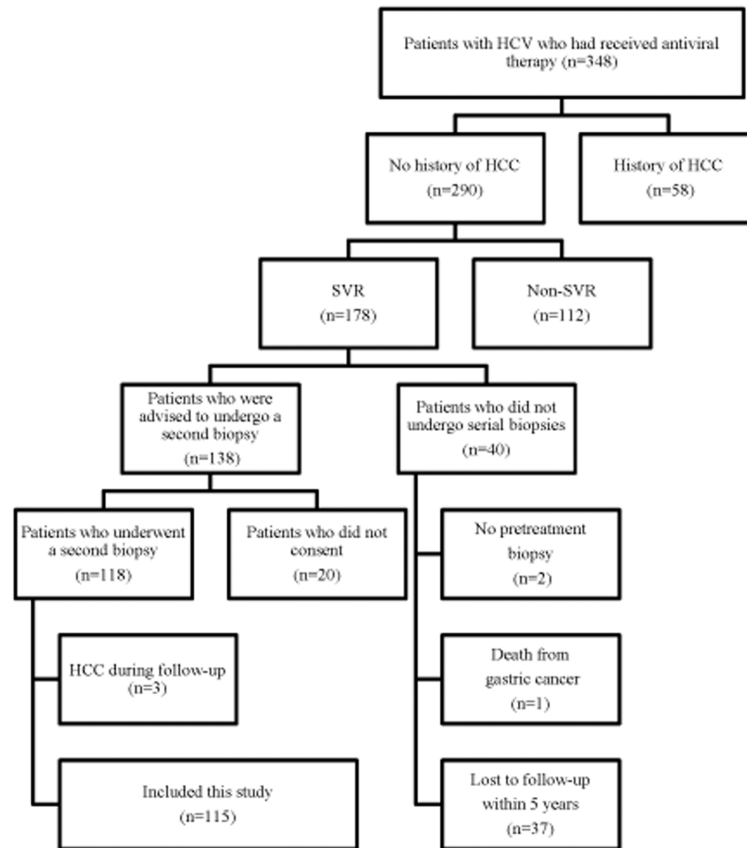 Patients with HCV who had received antiviral
therapy (n=348)
No history of HCC
(n=290)
History of HCC
(n=58)
SVR
(n=178)
Non-SVR
(n=112)
Patients who were
advised to undergo a
second biopsy
(n=138)
Patients who did not
undergo serial biopsies
(n=40)
Patients who underwent
a second biopsy
(n=118)
Patients who did not
consent
(n=20)
No pretreatment
biopsy
(n=2)
HCC during follow-up
(n=3)
Death from
gastric cancer
(n=1)
Included this study
(n=115)
Lost to follow-up
within 5 years
(n=37)